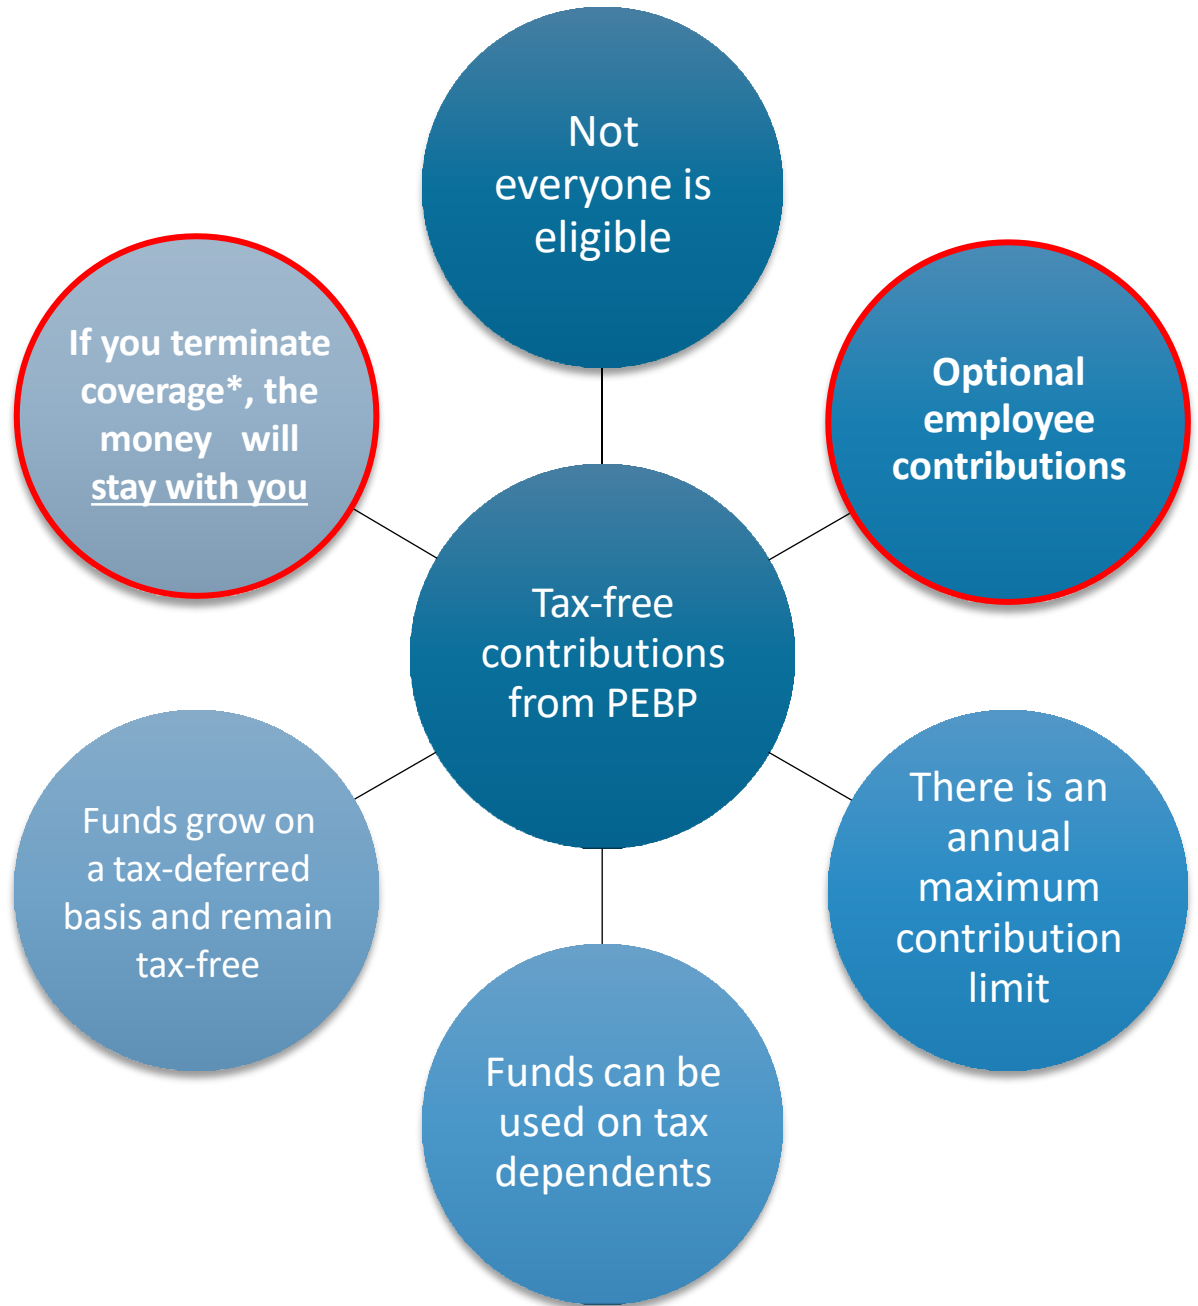 Not
everyone is
eligible
If you terminate
coverage*, the
money will
stay with you
Optional
employee
contributions
Tax-free
contributions
from PEBP
Funds grow on
a tax-deferred
basis and remain
tax-free
There is an
annual
maximum
contribution
limit
Funds can be
used on tax
dependents